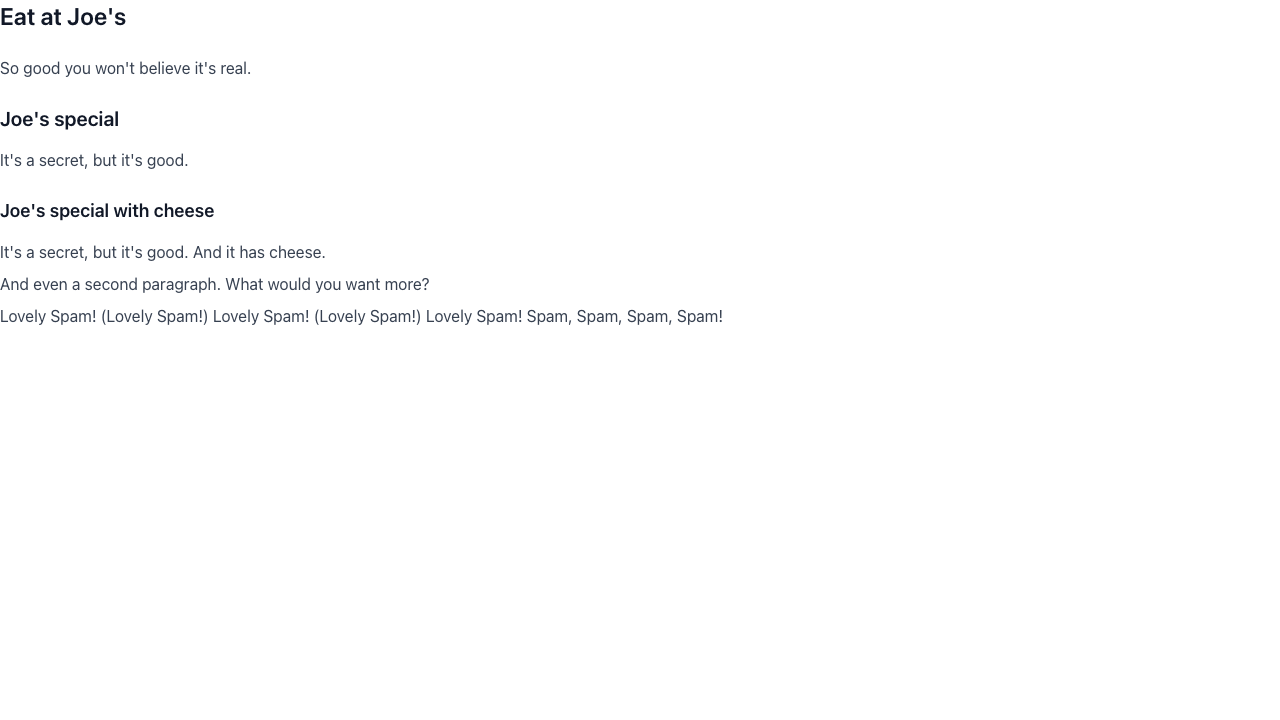 Eat at Joe's
So good you won't believe it's real.
Joe's special
It's a secret, but it's good.
Joe's special with cheese
It's a secret, but it's good. And it has cheese.
And even a second paragraph. What would you want more?
Lovely Spam! (Lovely Spam!) Lovely Spam! (Lovely Spam!) Lovely Spam! Spam, Spam, Spam, Spam!